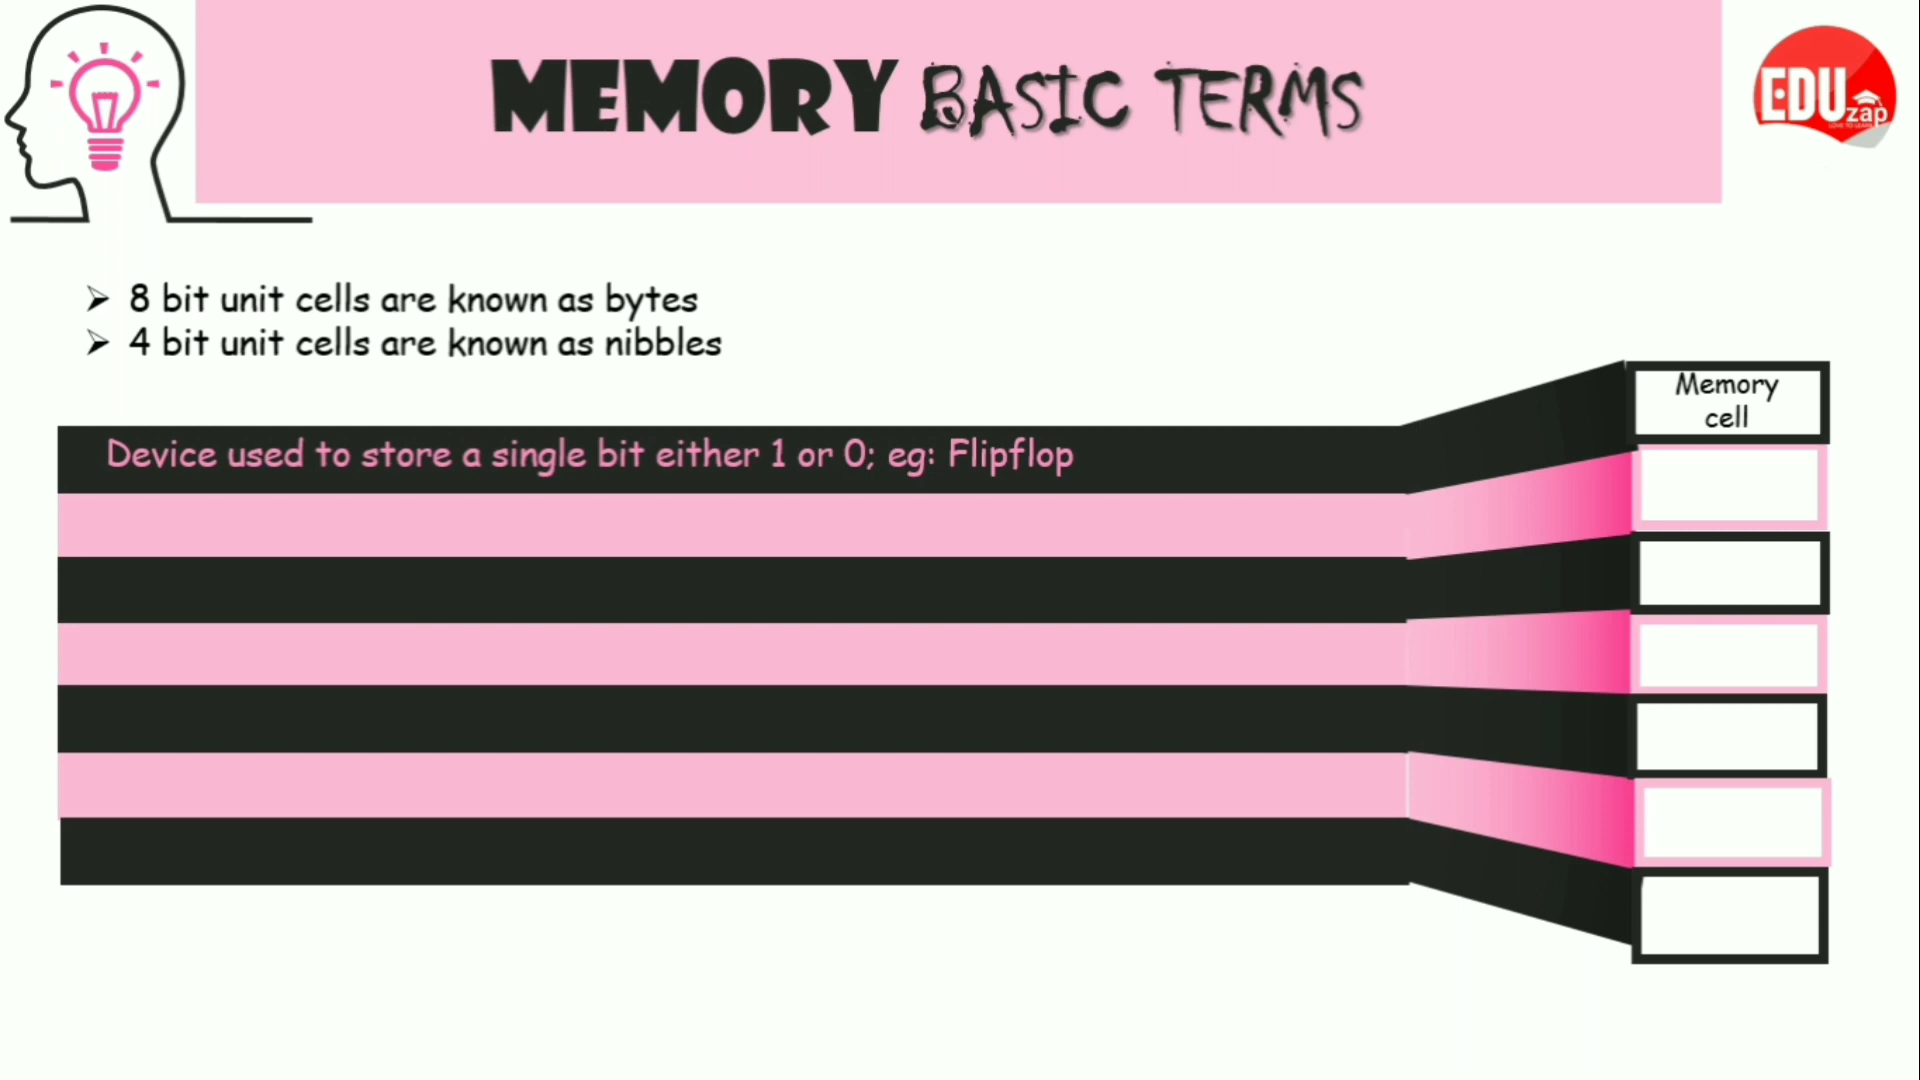 MEMORY BASIC TERMS
EDU
zap
8 bit unit cells are known as bytes
4 bit unit cells are known as nibbles
Memory
cell
Device used to store a single bit either 1 or 0; eg: Flipflop